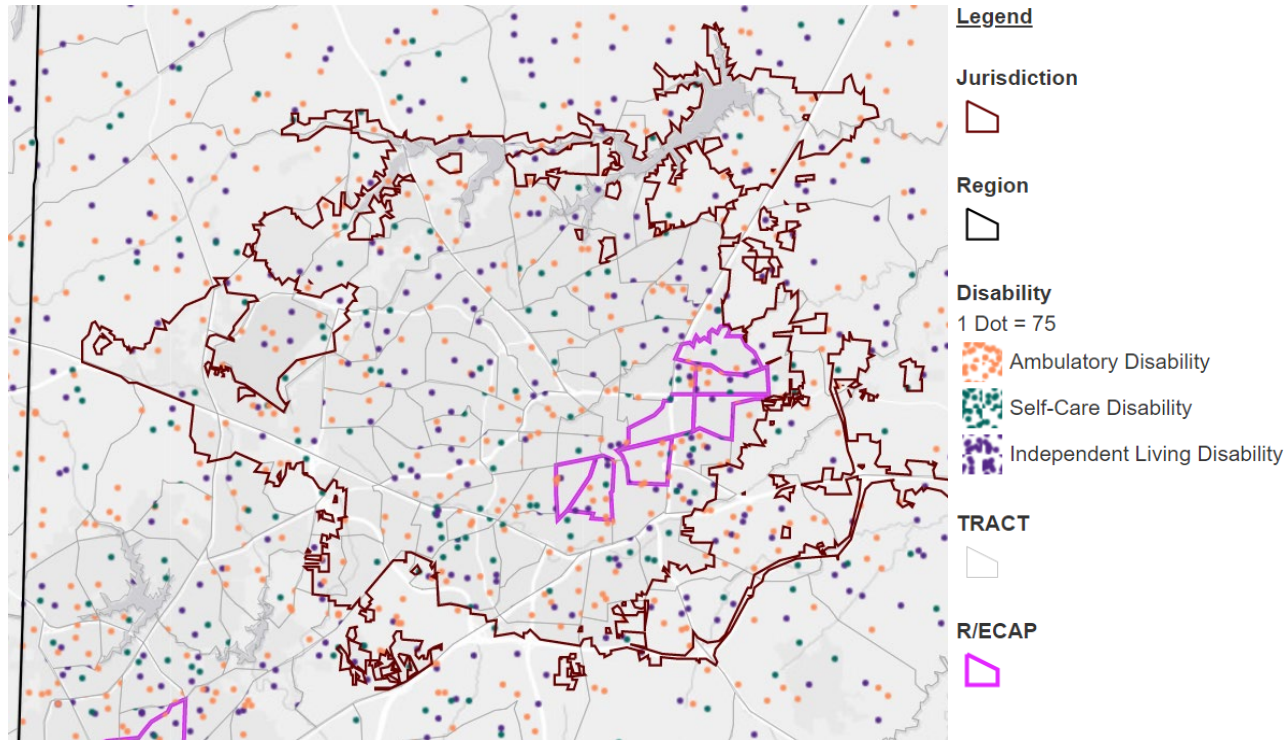 Legend
Jurisdiction
Region
Disability
1 Dot = 75
Ambulatory Disability
Self-Care Disability
Independent Living Disability
TRACT
R/ECAP